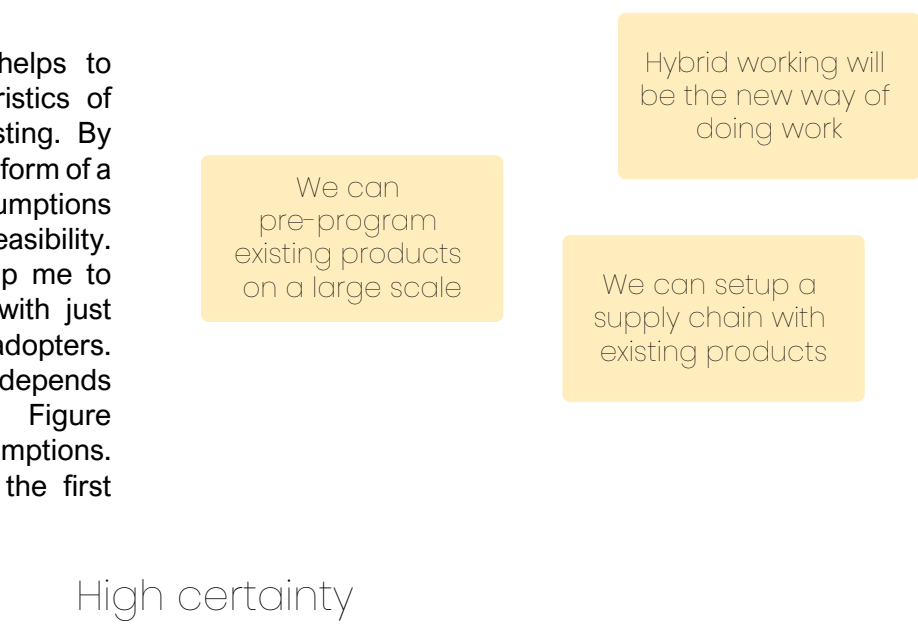 helps to
ristics of
sting. By
form of a
umptions
easibility.
p me to
with just
adopters.
depends
Figure
mptions.
the first
Hybrid working will
be the new way of
doing work
We can
pre-program
existing products
on a large scale
We can setup a
supply chain with
existing products
High certainty